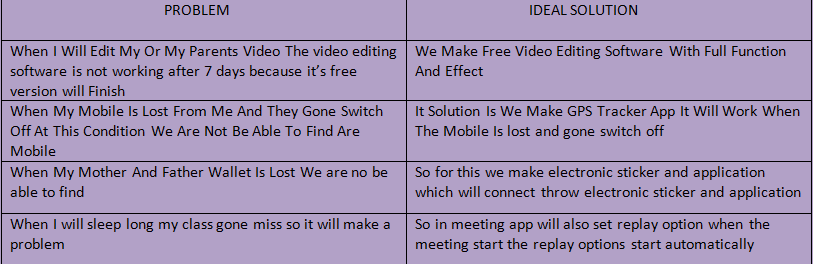 PROBLEM
IDEAL SOLUTION
When I Will Edit My Or My Parents Video The video editing
software is not working after 7 days because it’s free
version will Finish
We Make Free Video Editing Software With Full Function
And Effect
When My Mobile Is Lost From Me And They Gone Switch
Off At This Condition We Are Not Be Able To Find Are
Mobile
It Solution Is We Make GPS Tracker App It Will Work When
The Mobile Is lost and gone switch off
When My Mother And Father Wallet Is Lost We are no be
able to find
So for this we make electronic sticker and application
which will connect throw electronic sticker and application
When I will sleep long my class gone miss so it will make a
problem
So in meeting app will also set replay option when the
meeting start the replay options start automatically